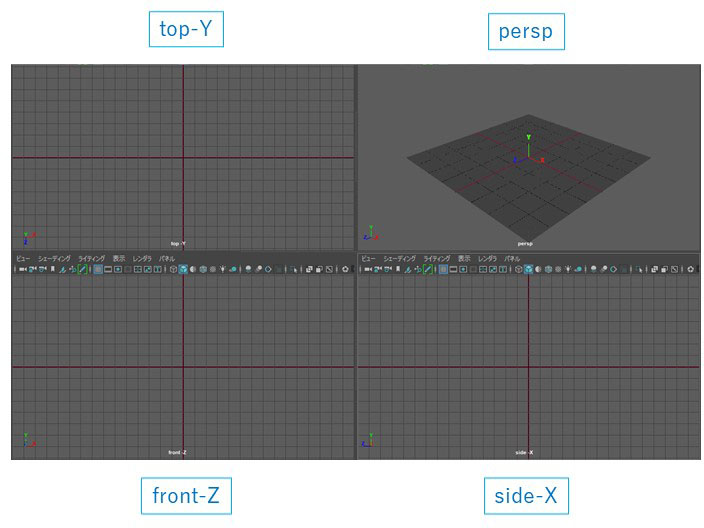 top-Y
persp
Y
Z
X
top -Y
persp
ビュー シェーディング ライティング 表示 レンダラ パネル
ビュー シェーディング ライティング 表示 レンダラ パネル
front -Z
side -X
front-Z
side-X